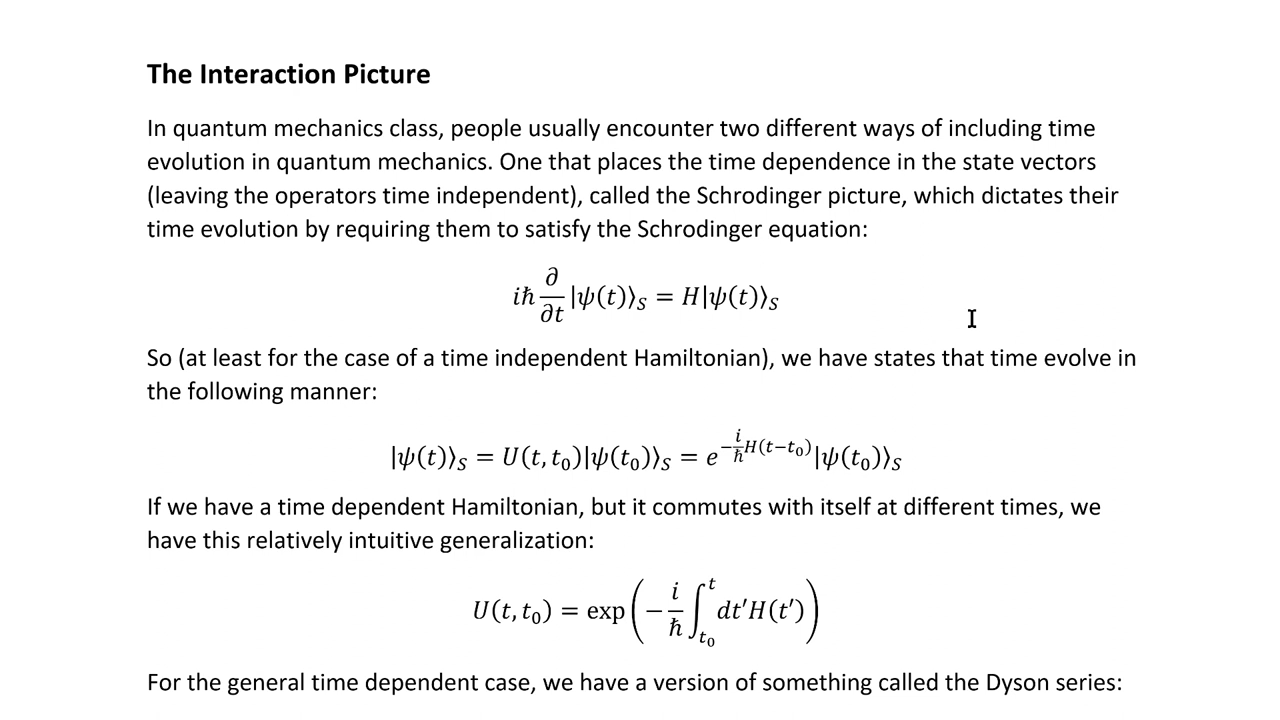 The Interaction Picture
In quantum mechanics class, people usually encounter two different ways of including time
evolution in quantum mechanics. One that places the time dependence in the state vectors
(leaving the operators time independent), called the Schrodinger picture, which dictates their
time evolution by requiring them to satisfy the Schrodinger equation:
iℏ ∂/∂t |ψ(t)⟩_S = H|ψ(t)⟩_S
So (at least for the case of a time independent Hamiltonian), we have states that time evolve in
the following manner:
|ψ(t)⟩_S = U(t, t₀)|ψ(t₀)⟩_S = e^{−(i/ℏ)H(t−t₀)}|ψ(t₀)⟩_S
If we have a time dependent Hamiltonian, but it commutes with itself at different times, we
have this relatively intuitive generalization:
U(t, t₀) = exp(−(i/ℏ) ∫_{t₀}^{t} dt′H(t′))
For the general time dependent case, we have a version of something called the Dyson series: